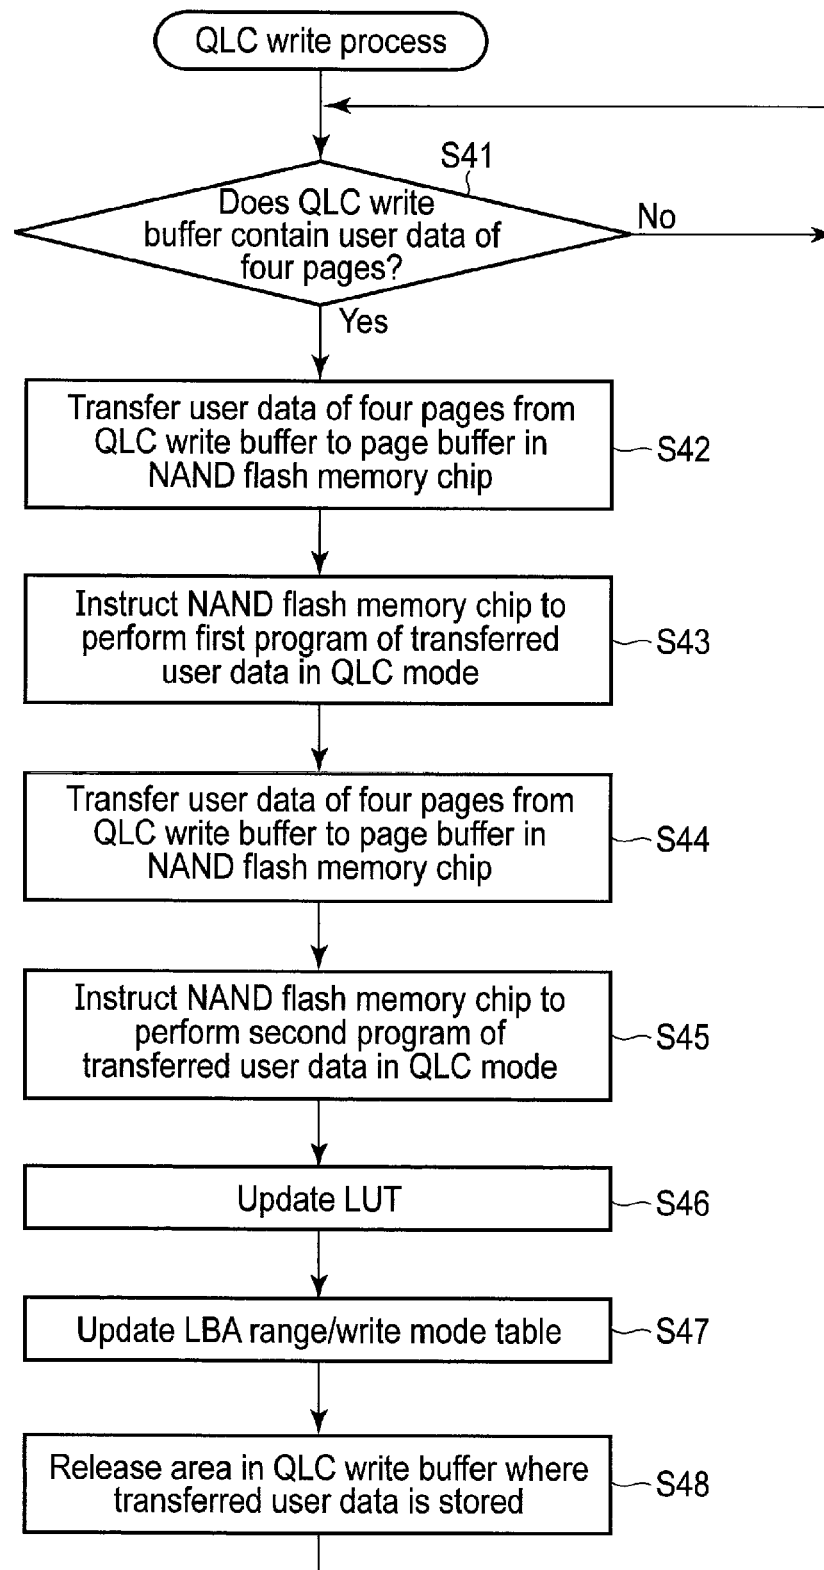 QLC write process
S41
Does QLC write
buffer contain user data of
four pages?
No
Yes
Transfer user data of four pages from
QLC write buffer to page buffer in
NAND flash memory chip
S42
Instruct NAND flash memory chip to
perform first program of transferred
user data in QLC mode
S43
Transfer user data of four pages from
QLC write buffer to page buffer in
NAND flash memory chip
S44
Instruct NAND flash memory chip to
perform second program of
transferred user data in QLC mode
S45
Update LUT
S46
Update LBA range/write mode table
S47
Release area in QLC write buffer where
transferred user data is stored
S48